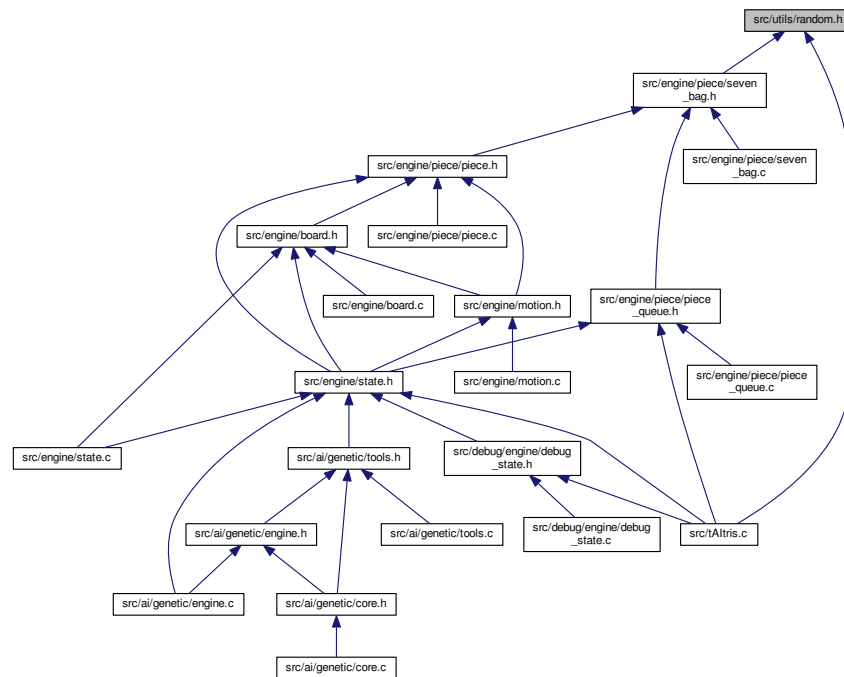 src/utils/random.h
src/engine/piece/seven
_bag.h
src/engine/piece/piece.h
src/engine/piece/seven
_bag.c
src/engine/board.h
src/engine/piece/piece.c
src/engine/board.c
src/engine/motion.h
src/engine/piece/piece
_queue.h
src/engine/state.h
src/engine/motion.c
src/engine/piece/piece
_queue.c
src/engine/state.c
src/ai/genetic/tools.h
src/debug/engine/debug
_state.h
src/ai/genetic/engine.h
src/ai/genetic/tools.c
src/debug/engine/debug
_state.c
src/tAltris.c
src/ai/genetic/engine.c
src/ai/genetic/core.h
src/ai/genetic/core.c